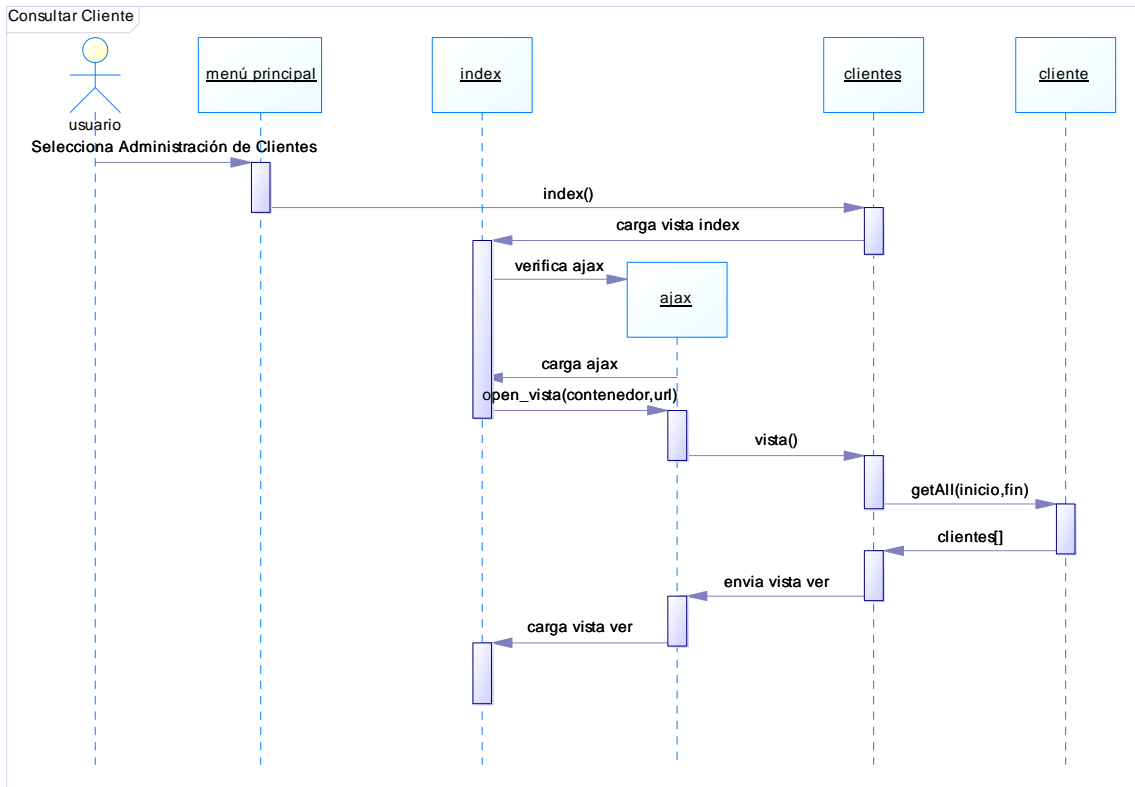 Consultar Cliente
usuario
menú principal
index
clientes
cliente
Selecciona Administración de Clientes
index()
carga vista index
verifica ajax
ajax
carga ajax
open_vista(contenedor,url)
vista()
getAll(inicio,fin)
clientes[]
envia vista ver
carga vista ver